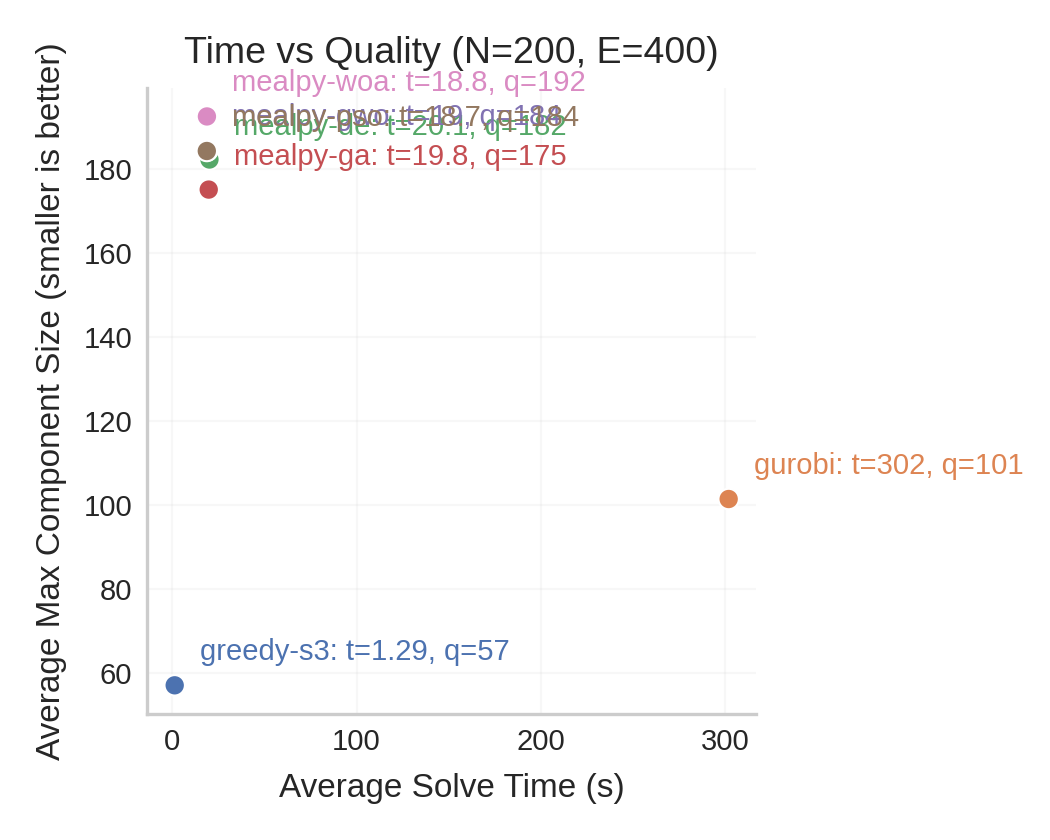 Time vs Quality (N=200, E=400)
mealpy-woa: t=18.8, q=192
mealpy-de: t=20.1, q=182
mealpy-ga: t=19.8, q=175
180
160
140
120
gurobi: t=302, q=101
100
80
greedy-s3: t=1.29, q=57
60
0 100 200 300
Average Solve Time (s)
Average Max Component Size (smaller is better)